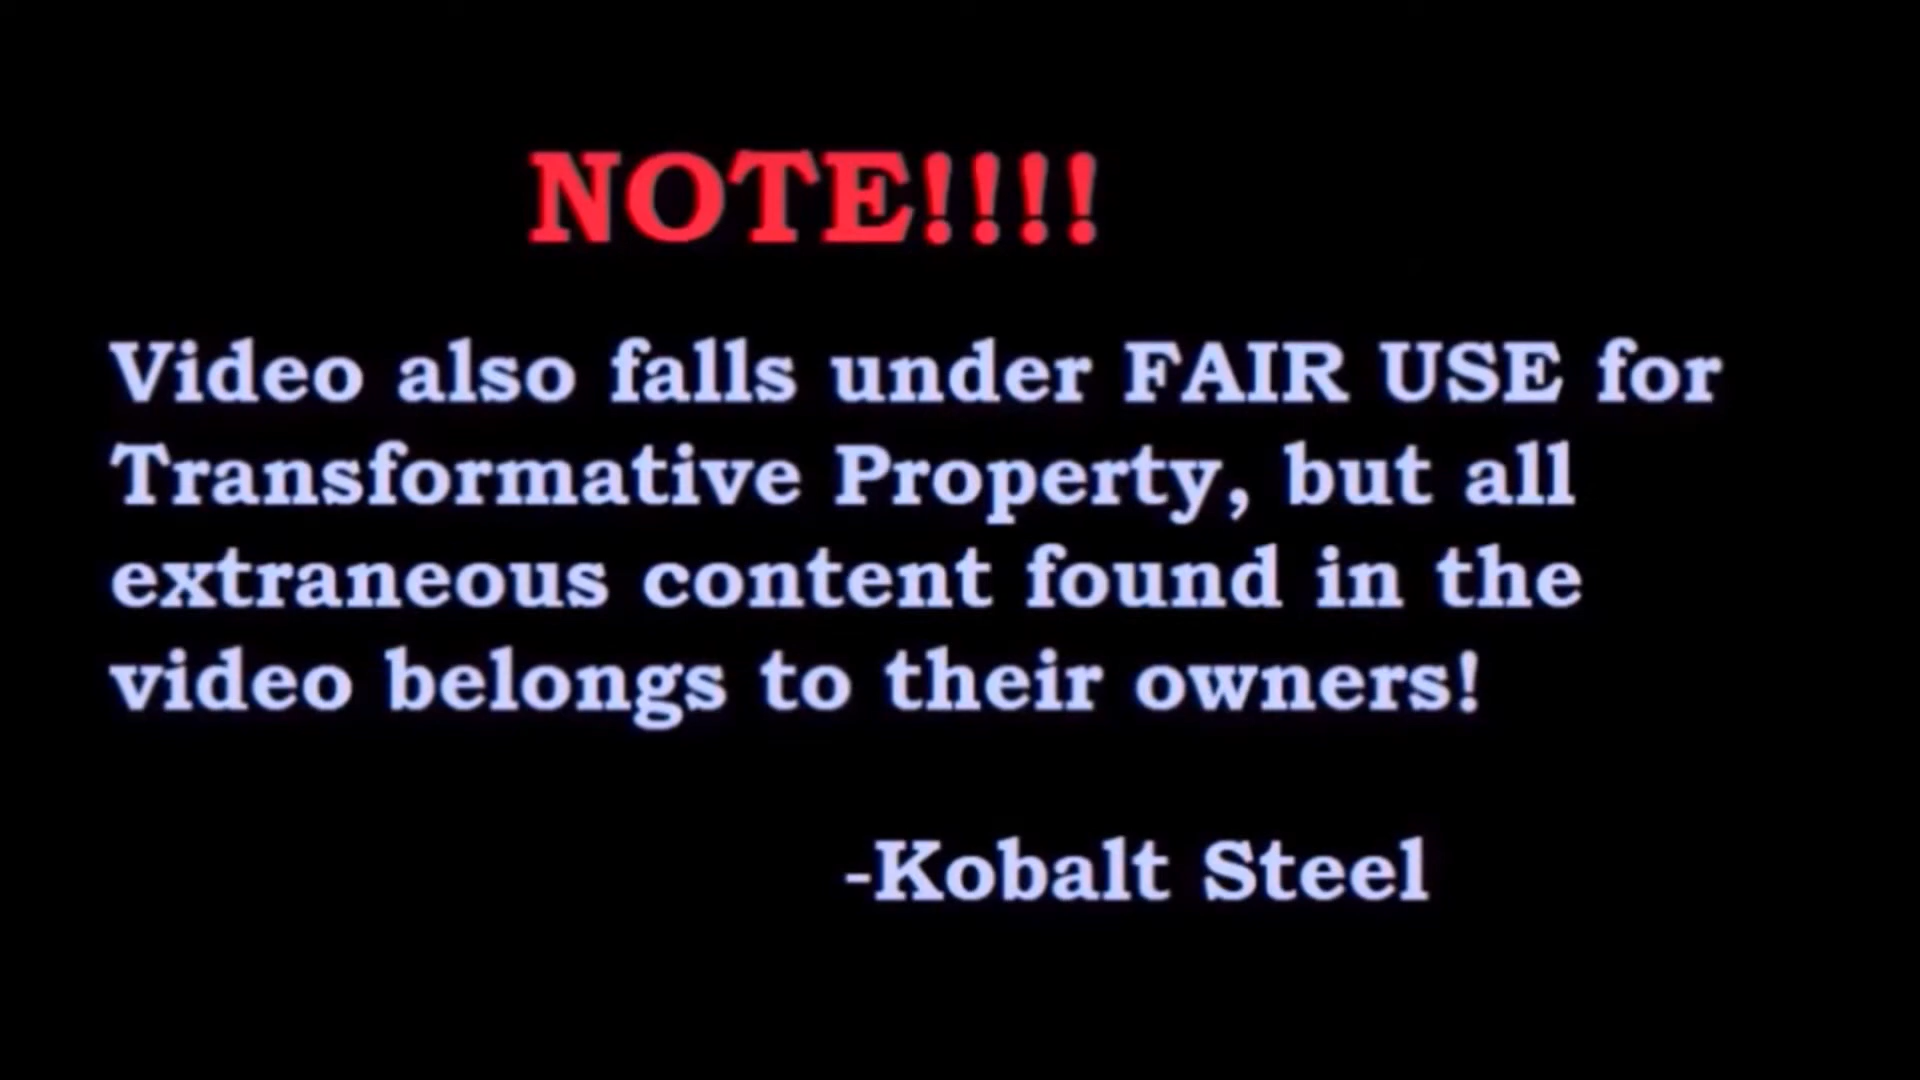 NOTE!!!!
Video also falls under FAIR USE for
Transformative Property, but all
extraneous content found in the
video belongs to their owners!
-Kobalt Steel